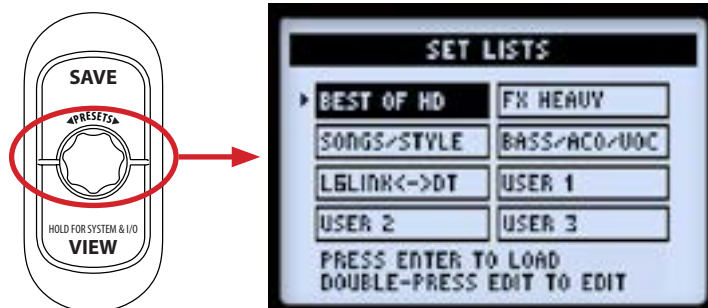 SAVE
◄PRESETS►
HOLD FOR SYSTEM & I/O
VIEW
SET LISTS
BEST OF HD
FX HEAVY
SONGS/STYLE
BASS/ACO/VOC
L6LINK<->DT
USER 1
USER 2
USER 3
PRESS ENTER TO LOAD
DOUBLE-PRESS EDIT TO EDIT